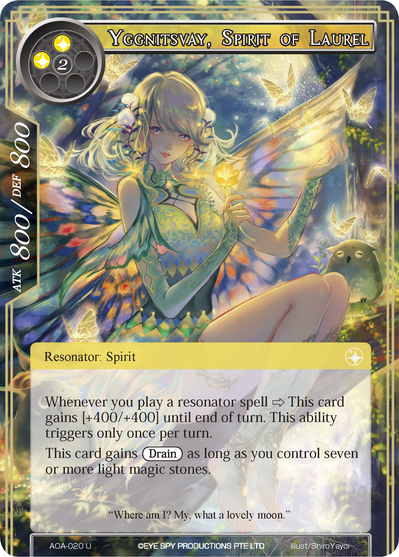 Yggnitsvay, Spirit of Laurel
2
ATK 800/DEF 800
Resonator: Spirit
Whenever you play a resonator spell ⇨ This card
gains [+400/+400] until end of turn. This ability
triggers only once per turn.
This card gains Drain as long as you control seven
or more light magic stones.
“Where am I? My, what a lovely moon.”
AOA-020 U ©EYE SPY PRODUCTIONS PTE LTD Illust/ShiroYayoi